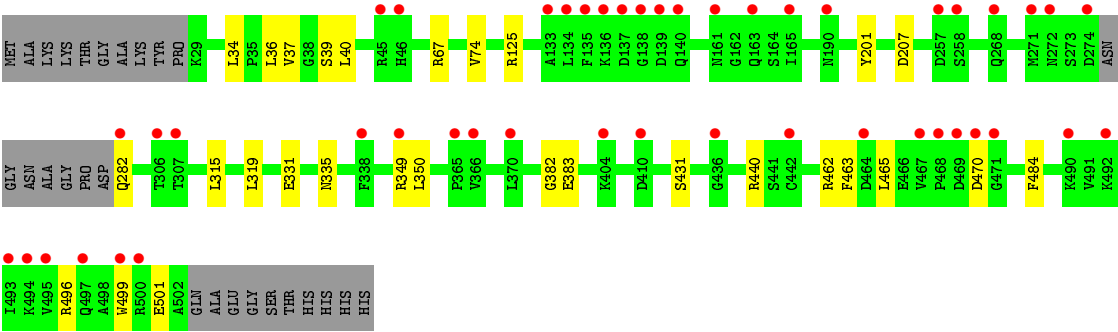 MET ALA LYS LYS THR GLY ALA LYS TYR PRO K29 L34 P35 L36 V37 G38 S39 L40 R45 H46 R67 V74 R125 A133 L134 F135 K136 D137 G138 D139 Q140 N161 G162 Q163 S164 I165 N190 Y201 D207 D257 S258 Q268 M271 N272 S273 D274 ASN
GLY ASN ALA GLY PRO ASP Q282 T306 T307 L315 L319 E331 N335 F338 R349 L350 P365 V366 L370 G382 E383 K404 D410 S431 G436 R440 S441 C442 R462 F463 D464 L465 E466 V467 P468 D469 D470 G471 F484 K490 V491 K492
I493 K494 V495 R496 Q497 A498 W499 R500 E501 A502 GLN ALA GLU GLY SER THR HIS HIS HIS HIS